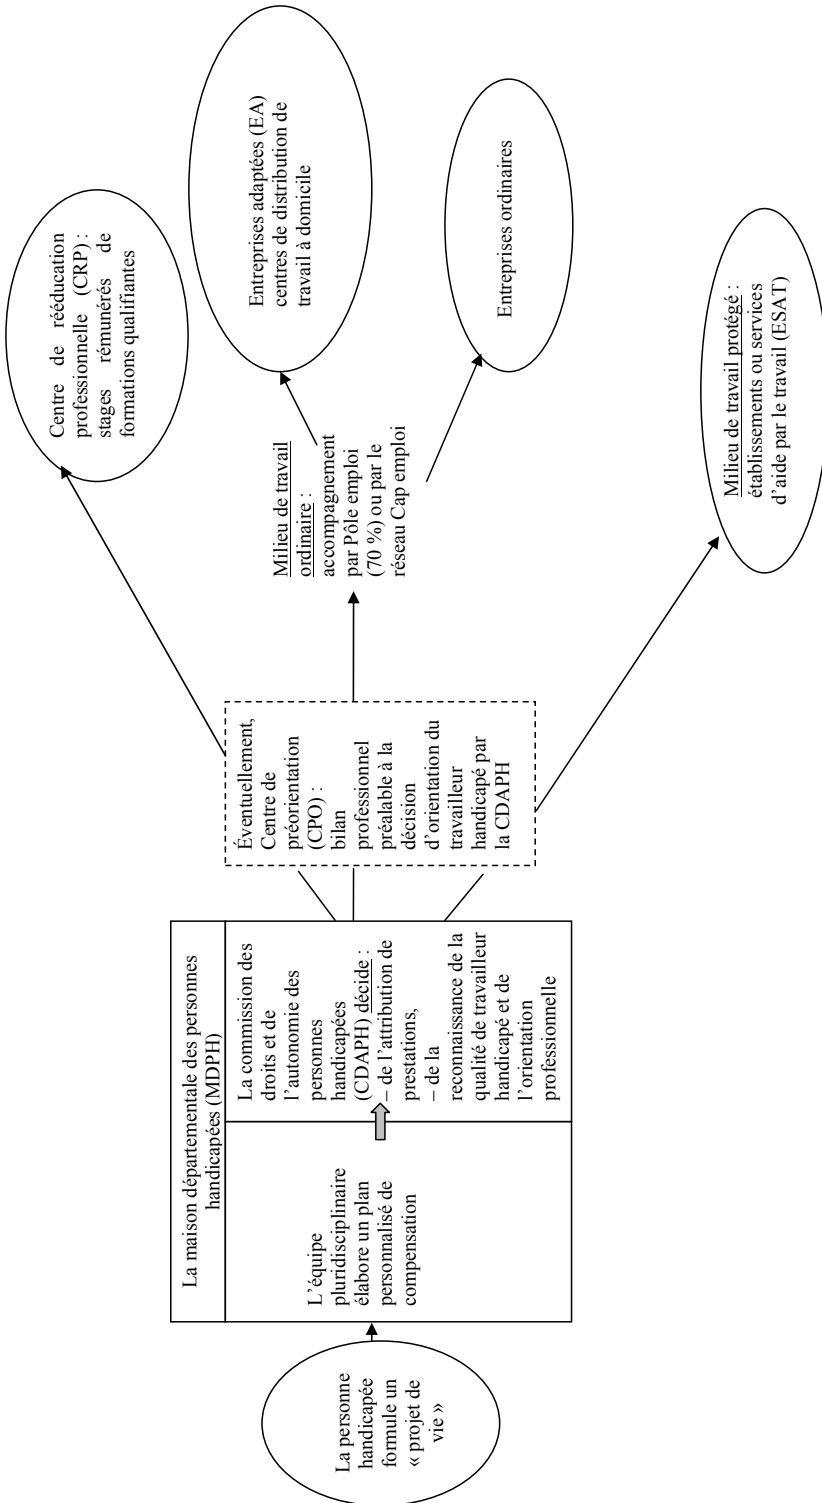 La personne
handicapée
formule un
« projet de
vie »
La maison départementale des personnes
handicapées (MDPH)
L’équipe
pluridisciplinaire
élabore un plan
personnalisé de
compensation
La commission des
droits et de
l’autonomie des
personnes
handicapées
(CDAPH) décide :
– de l’attribution de
prestations,
– de la
reconnaissance de la
qualité de travailleur
handicapé et de
l’orientation
professionnelle
Éventuellement,
Centre de
préorientation
(CPO) :
bilan
professionnel
préalable à la
décision
d’orientation du
travailleur
handicapé par
la CDAPH
Centre de rééducation
professionnelle (CRP) :
stages rémunérés de
formations qualifiantes
Milieu de travail
ordinaire :
accompagnement
par Pôle emploi
(70 %) ou par le
réseau Cap emploi
Entreprises adaptées (EA)
centres de distribution de
travail à domicile
Entreprises ordinaires
Milieu de travail protégé :
établissements ou services
d’aide par le travail (ESAT)